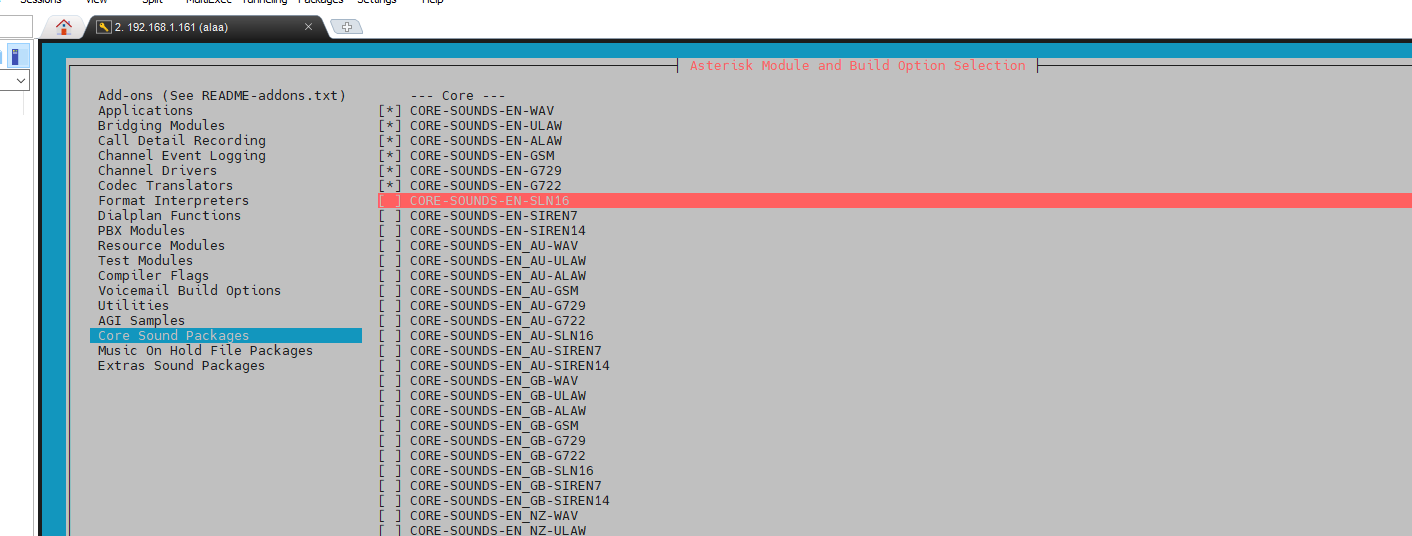 Sessions View Split MultiExec Tunneling Packages Settings Help
2. 192.168.1.161 (alaa)
Asterisk Module and Build Option Selection
Add-ons (See README-addons.txt) --- Core ---
Applications [*] CORE-SOUNDS-EN-WAV
Bridging Modules [*] CORE-SOUNDS-EN-ULAW
Call Detail Recording [*] CORE-SOUNDS-EN-ALAW
Channel Event Logging [*] CORE-SOUNDS-EN-GSM
Channel Drivers [*] CORE-SOUNDS-EN-G729
Codec Translators [*] CORE-SOUNDS-EN-G722
Format Interpreters [ ] CORE-SOUNDS-EN-SLN16
Dialplan Functions [ ] CORE-SOUNDS-EN-SIREN7
PBX Modules [ ] CORE-SOUNDS-EN-SIREN14
Resource Modules [ ] CORE-SOUNDS-EN_AU-WAV
Test Modules [ ] CORE-SOUNDS-EN_AU-ULAW
Compiler Flags [ ] CORE-SOUNDS-EN_AU-ALAW
Voicemail Build Options [ ] CORE-SOUNDS-EN_AU-GSM
Utilities [ ] CORE-SOUNDS-EN_AU-G729
AGI Samples [ ] CORE-SOUNDS-EN_AU-G722
Core Sound Packages [ ] CORE-SOUNDS-EN_AU-SLN16
Music On Hold File Packages [ ] CORE-SOUNDS-EN_AU-SIREN7
Extras Sound Packages [ ] CORE-SOUNDS-EN_AU-SIREN14
[ ] CORE-SOUNDS-EN_GB-WAV
[ ] CORE-SOUNDS-EN_GB-ULAW
[ ] CORE-SOUNDS-EN_GB-ALAW
[ ] CORE-SOUNDS-EN_GB-GSM
[ ] CORE-SOUNDS-EN_GB-G729
[ ] CORE-SOUNDS-EN_GB-G722
[ ] CORE-SOUNDS-EN_GB-SLN16
[ ] CORE-SOUNDS-EN_GB-SIREN7
[ ] CORE-SOUNDS-EN_GB-SIREN14
[ ] CORE-SOUNDS-EN_NZ-WAV
[ ] CORE-SOUNDS-EN_NZ-ULAW